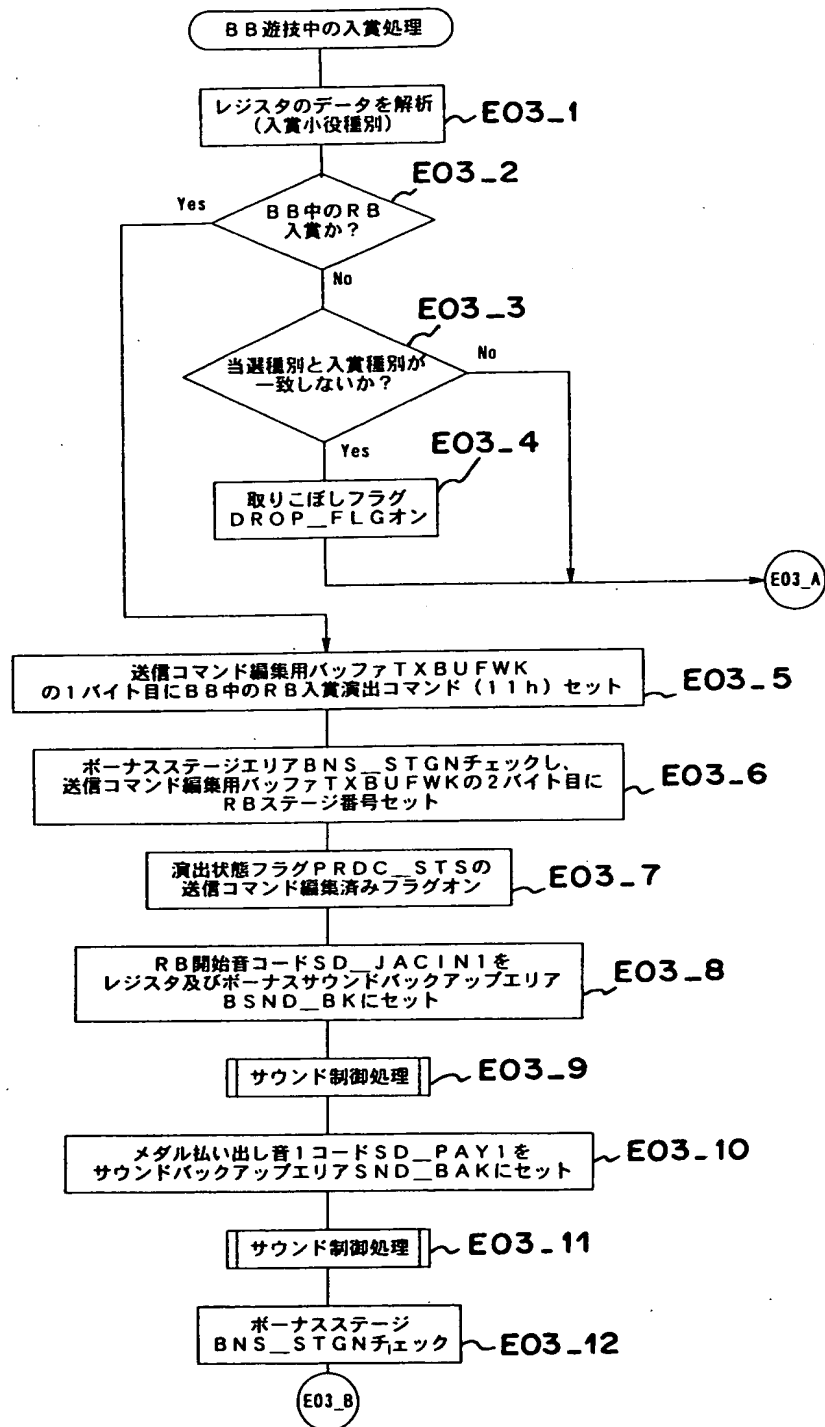 BB遊技中の入賞処理
レジスタのデータを解析
(入賞小役種別)
E03_1
E03_2
Yes
BB中のRB
入賞か?
No
E03_3
当選種別と入賞種別が
一致しないか?
No
Yes
E03_4
取りこぼしフラグ
DROP__FLGオン
E03_A
送信コマンド編集用バッファTXBUFWK
の1バイト目にBB中のRB入賞演出コマンド(11h)セット
E03_5
ボーナスステージエリアBNS__STGNチェックし、
送信コマンド編集用バッファTXBUFWKの2バイト目に
RBステージ番号セット
E03_6
演出状態フラグPRDC__STSの
送信コマンド編集済みフラグオン
E03_7
RB開始音コードSD__JACIN1を
レジスタ及びボーナスサウンドバックアップエリア
BSND__BKにセット
E03_8
サウンド制御処理
E03_9
メダル払い出し音1コードSD__PAY1を
サウンドバックアップエリアSND__BAKにセット
E03_10
サウンド制御処理
E03_11
ボーナスステージ
BNS__STGNチェック
E03_12
E03_B